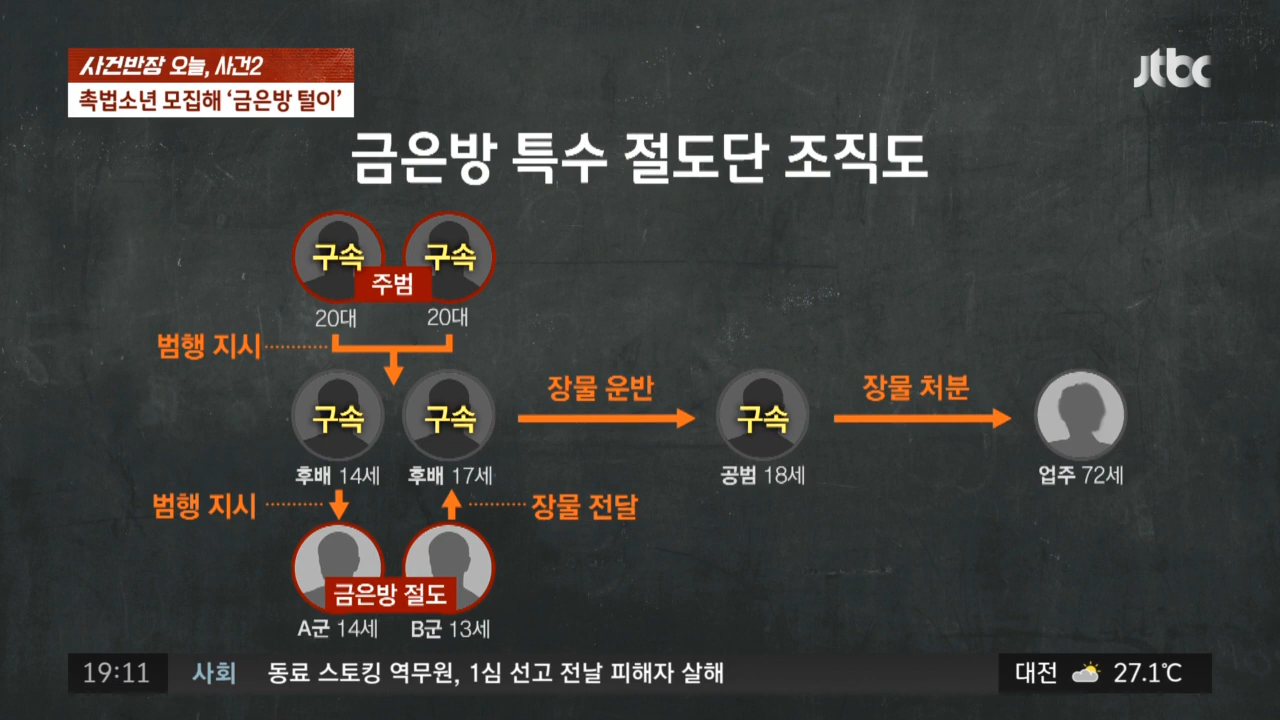 사건반장 오늘, 사건2
jtbc
촉법소년 모집해 ‘금은방 털이’
금은방 특수 절도단 조직도
구속 구속
주범
20대 20대
범행 지시
장물 운반 장물 처분
구속 구속 구속
후배 14세 후배 17세 공범 18세 업주 72세
범행 지시 장물 전달
금은방 절도
A군 14세 B군 13세
19:11 사회 동료 스토킹 역무원, 1심 선고 전날 피해자 살해 대전 27.1℃